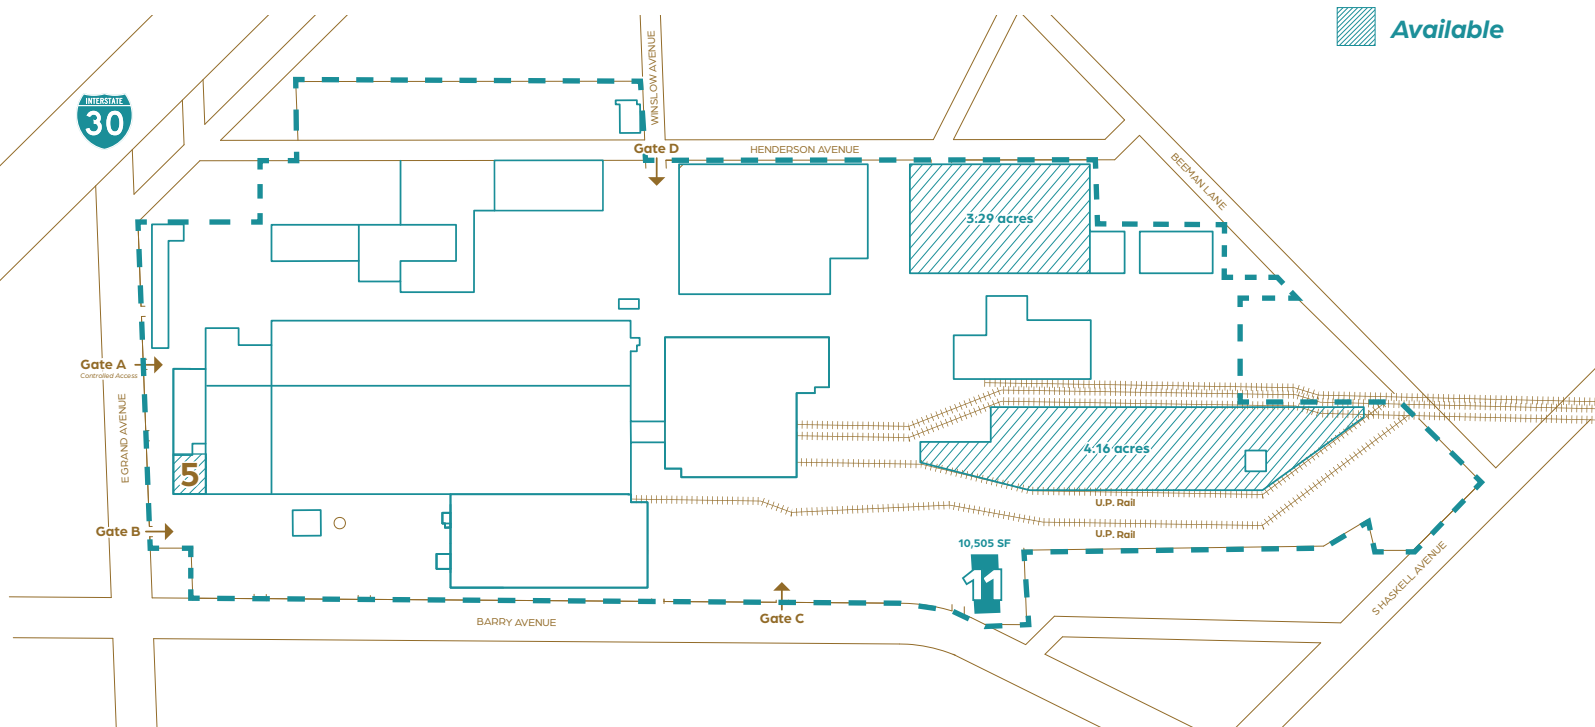 Available
INTERSTATE
30
WINSLOW AVENUE
Gate D
HENDERSON AVENUE
BEEMAN LANE
3.29 acres
Gate A
Controlled Access
E GRAND AVENUE
4.16 acres
5
U.P. Rail
Gate B
U.P. Rail
10,505 SF
11
S HASKELL AVENUE
Gate C
BARRY AVENUE